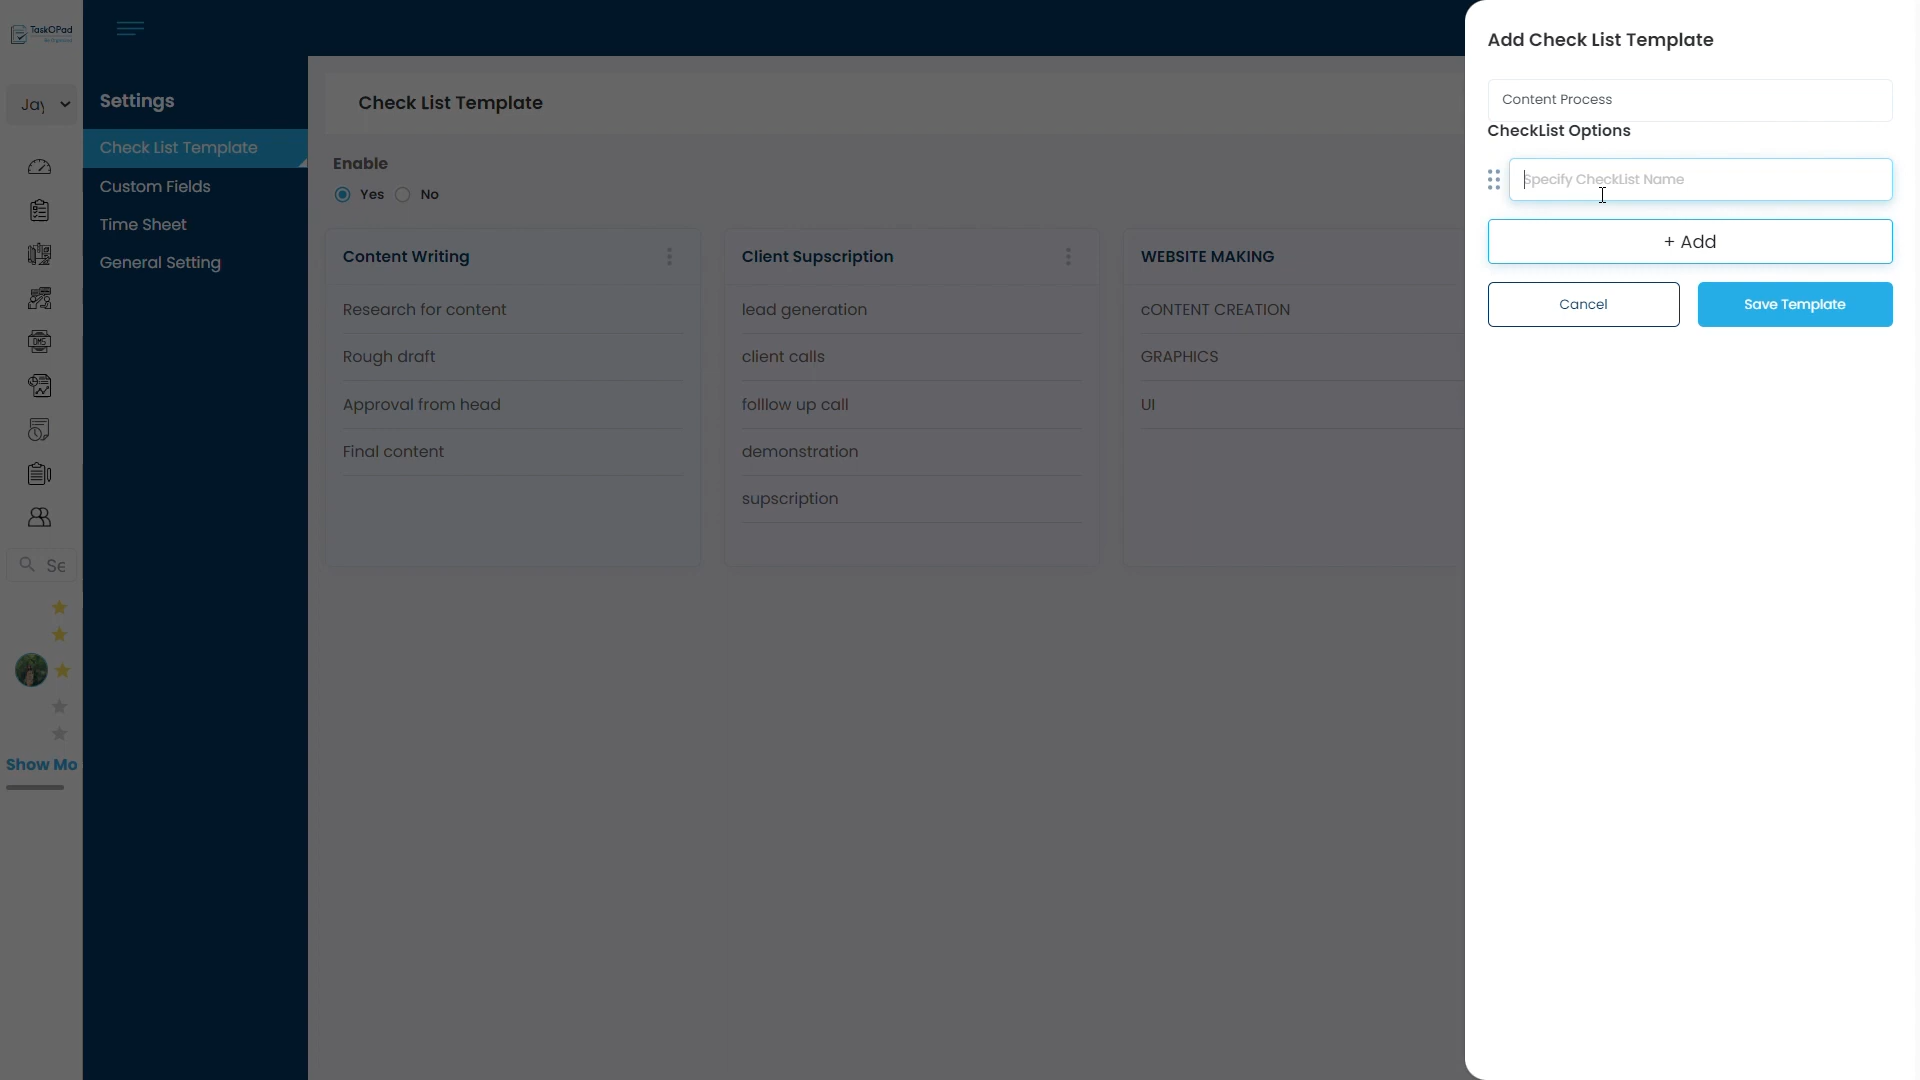 TaskOPad
Jay
Settings
Check List Template
Custom Fields
Time Sheet
General Setting
DMS
Se
Show Mo
Check List Template
Enable
Yes No
Content Writing
Research for content
Rough draft
Approval from head
Final content
Client Supscription
lead generation
client calls
folllow up call
demonstration
supscription
WEBSITE MAKING
cONTENT CREATION
GRAPHICS
UI
Add Check List Template
Content Process
CheckList Options
Specify CheckList Name
+ Add
Cancel Save Template